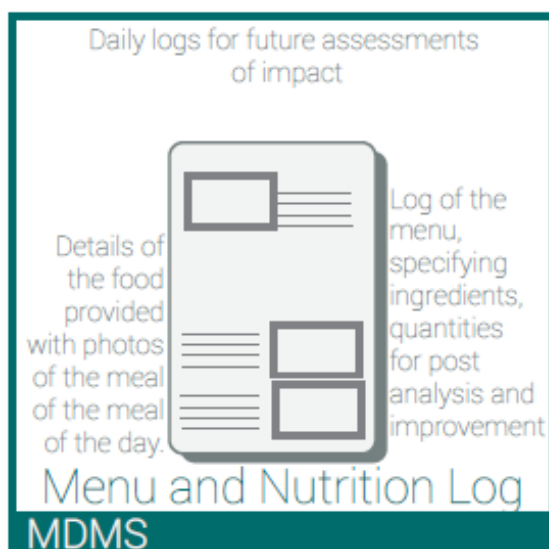 Daily logs for future assessments
of impact
Details of
the food
provided
with photos
of the meal
of the meal
of the day.
Log of the
menu,
specifying
ingredients,
quantities
for post
analysis and
improvement
Menu and Nutrition Log
MDMS